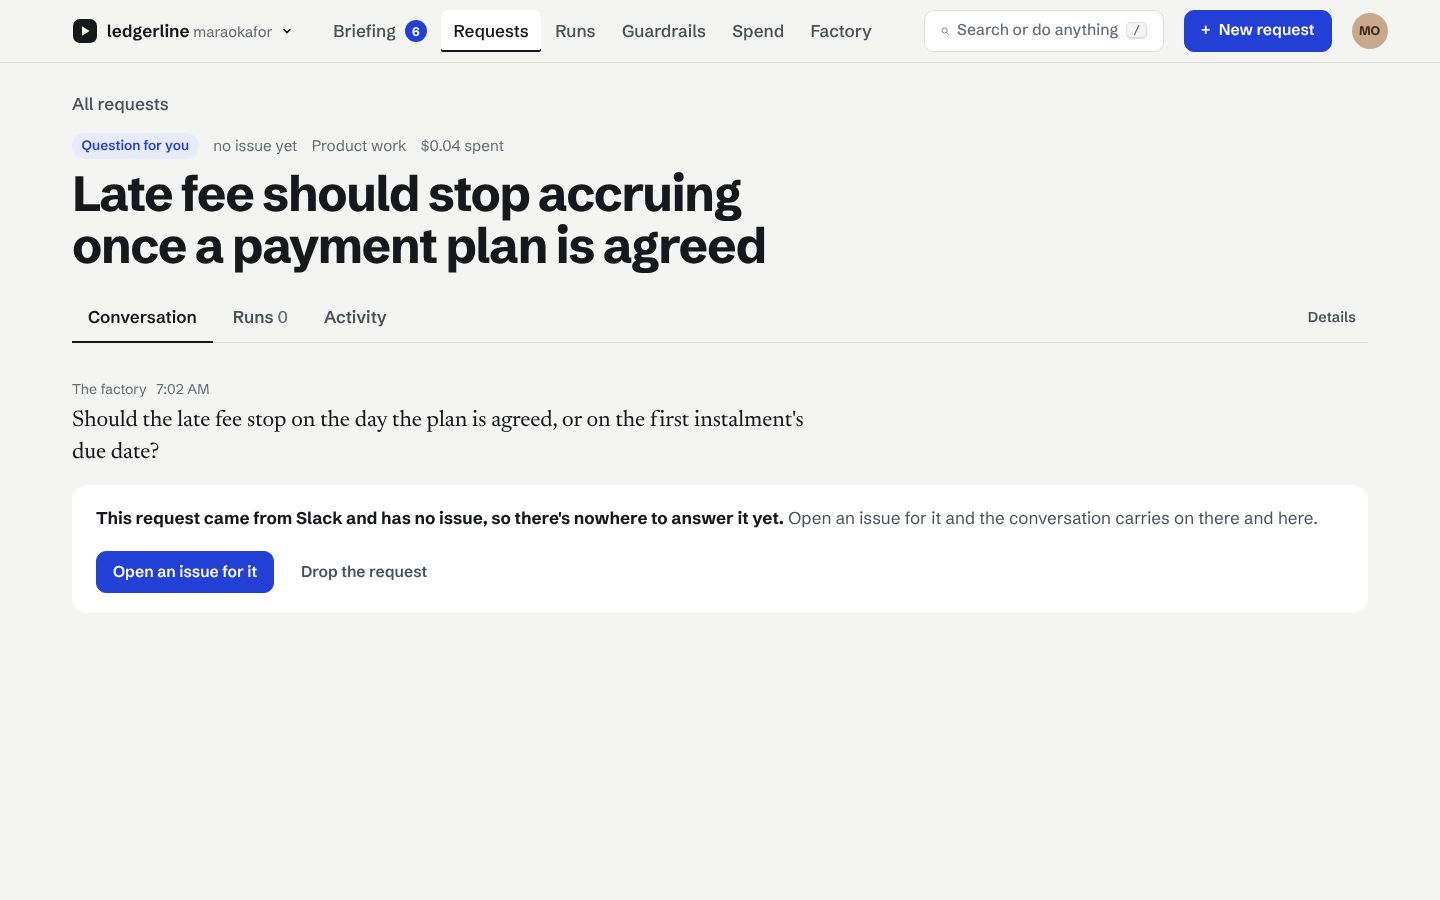 ledgerline maraokafor
Briefing 6
Requests
Runs
Guardrails
Spend
Factory
Search or do anything /
+ New request
MO
All requests
Question for you no issue yet Product work $0.04 spent
Late fee should stop accruing
once a payment plan is agreed
Conversation
Runs 0
Activity
Details
The factory 7:02 AM
Should the late fee stop on the day the plan is agreed, or on the first instalment's
due date?
This request came from Slack and has no issue, so there's nowhere to answer it yet. Open an issue for it and the conversation carries on there and here.
Open an issue for it
Drop the request